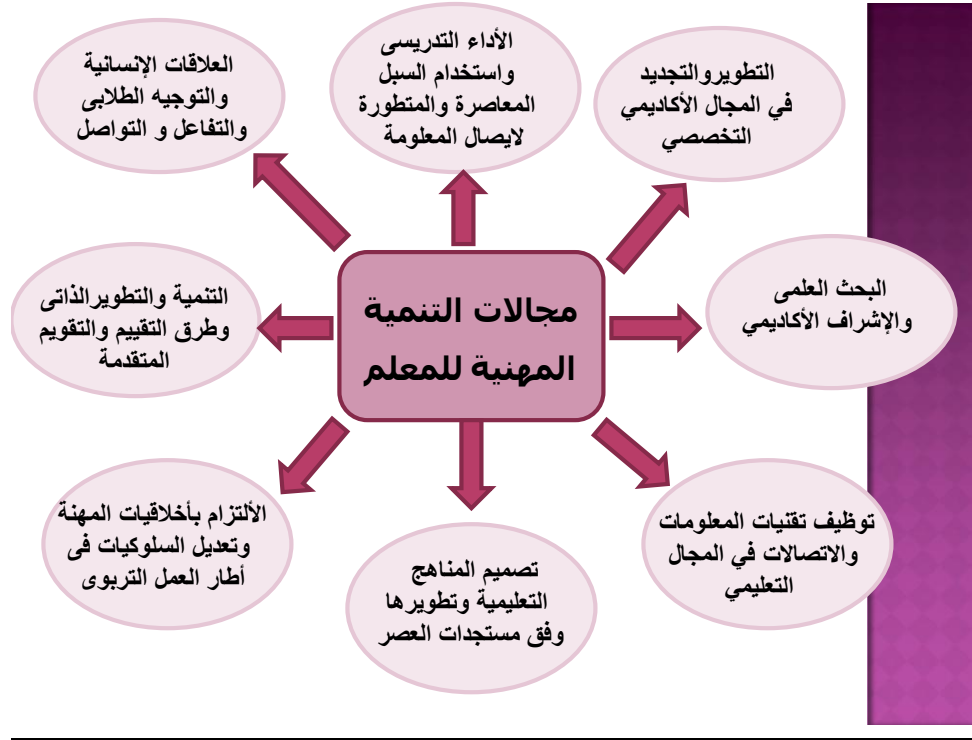 مجالات التنمية
المهنية للمعلم
التطويروالتجديد
في المجال الأكاديمي
التخصصي
الأداء التدريسى
واستخدام السبل
المعاصرة والمتطورة
لايصال المعلومة
العلاقات الإنسانية
والتوجيه الطلابى
والتفاعل و التواصل
البحث العلمى
والإشراف الأكاديمي
التنمية والتطويرالذاتى
وطرق التقييم والتقويم
المتقدمة
توظيف تقنيات المعلومات
والاتصالات في المجال
التعليمي
تصميم المناهج
التعليمية وتطويرها
وفق مستجدات العصر
الألتزام بأخلاقيات المهنة
وتعديل السلوكيات فى
أطار العمل التربوى